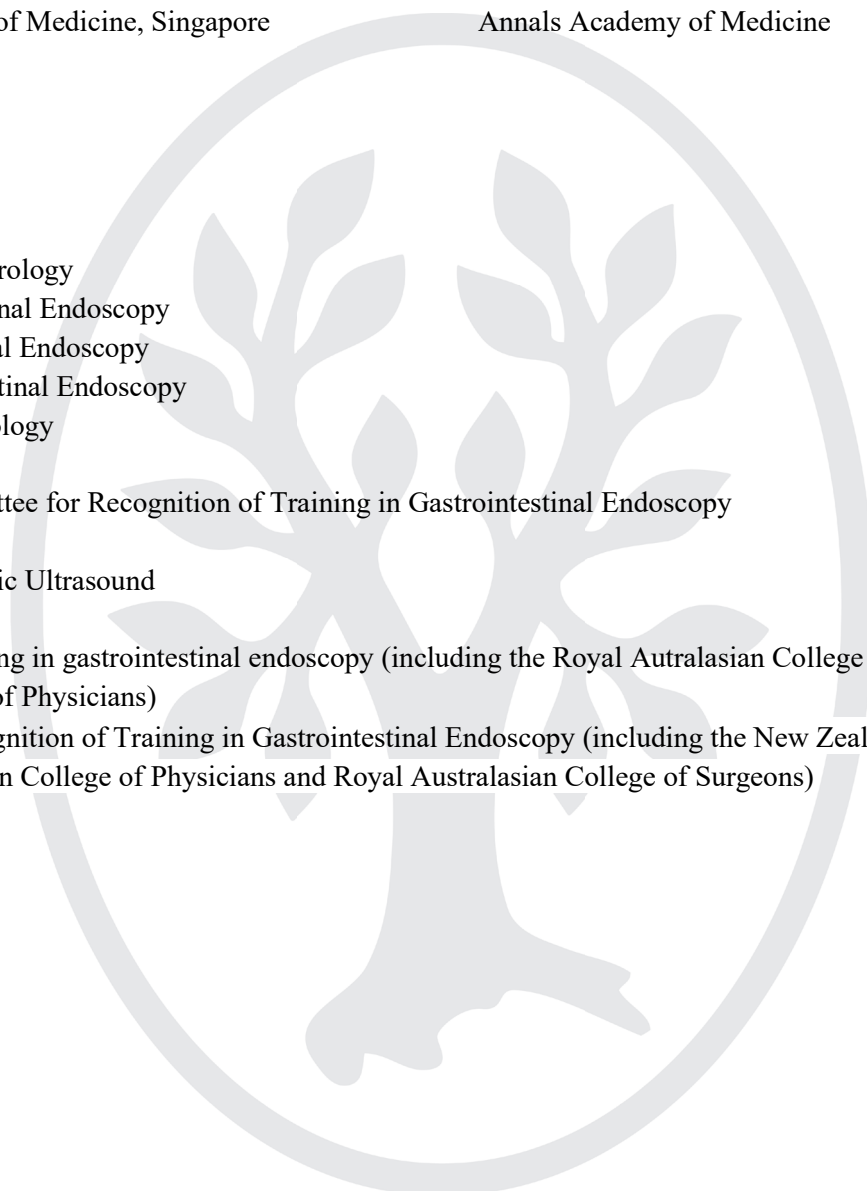 of Medicine, Singapore Annals Academy of Medicine
rology
nal Endoscopy
al Endoscopy
tinal Endoscopy
ology
ttee for Recognition of Training in Gastrointestinal Endoscopy
ic Ultrasound
ng in gastrointestinal endoscopy (including the Royal Autralasian College
of Physicians)
gnition of Training in Gastrointestinal Endoscopy (including the New Zeal
n College of Physicians and Royal Australasian College of Surgeons)